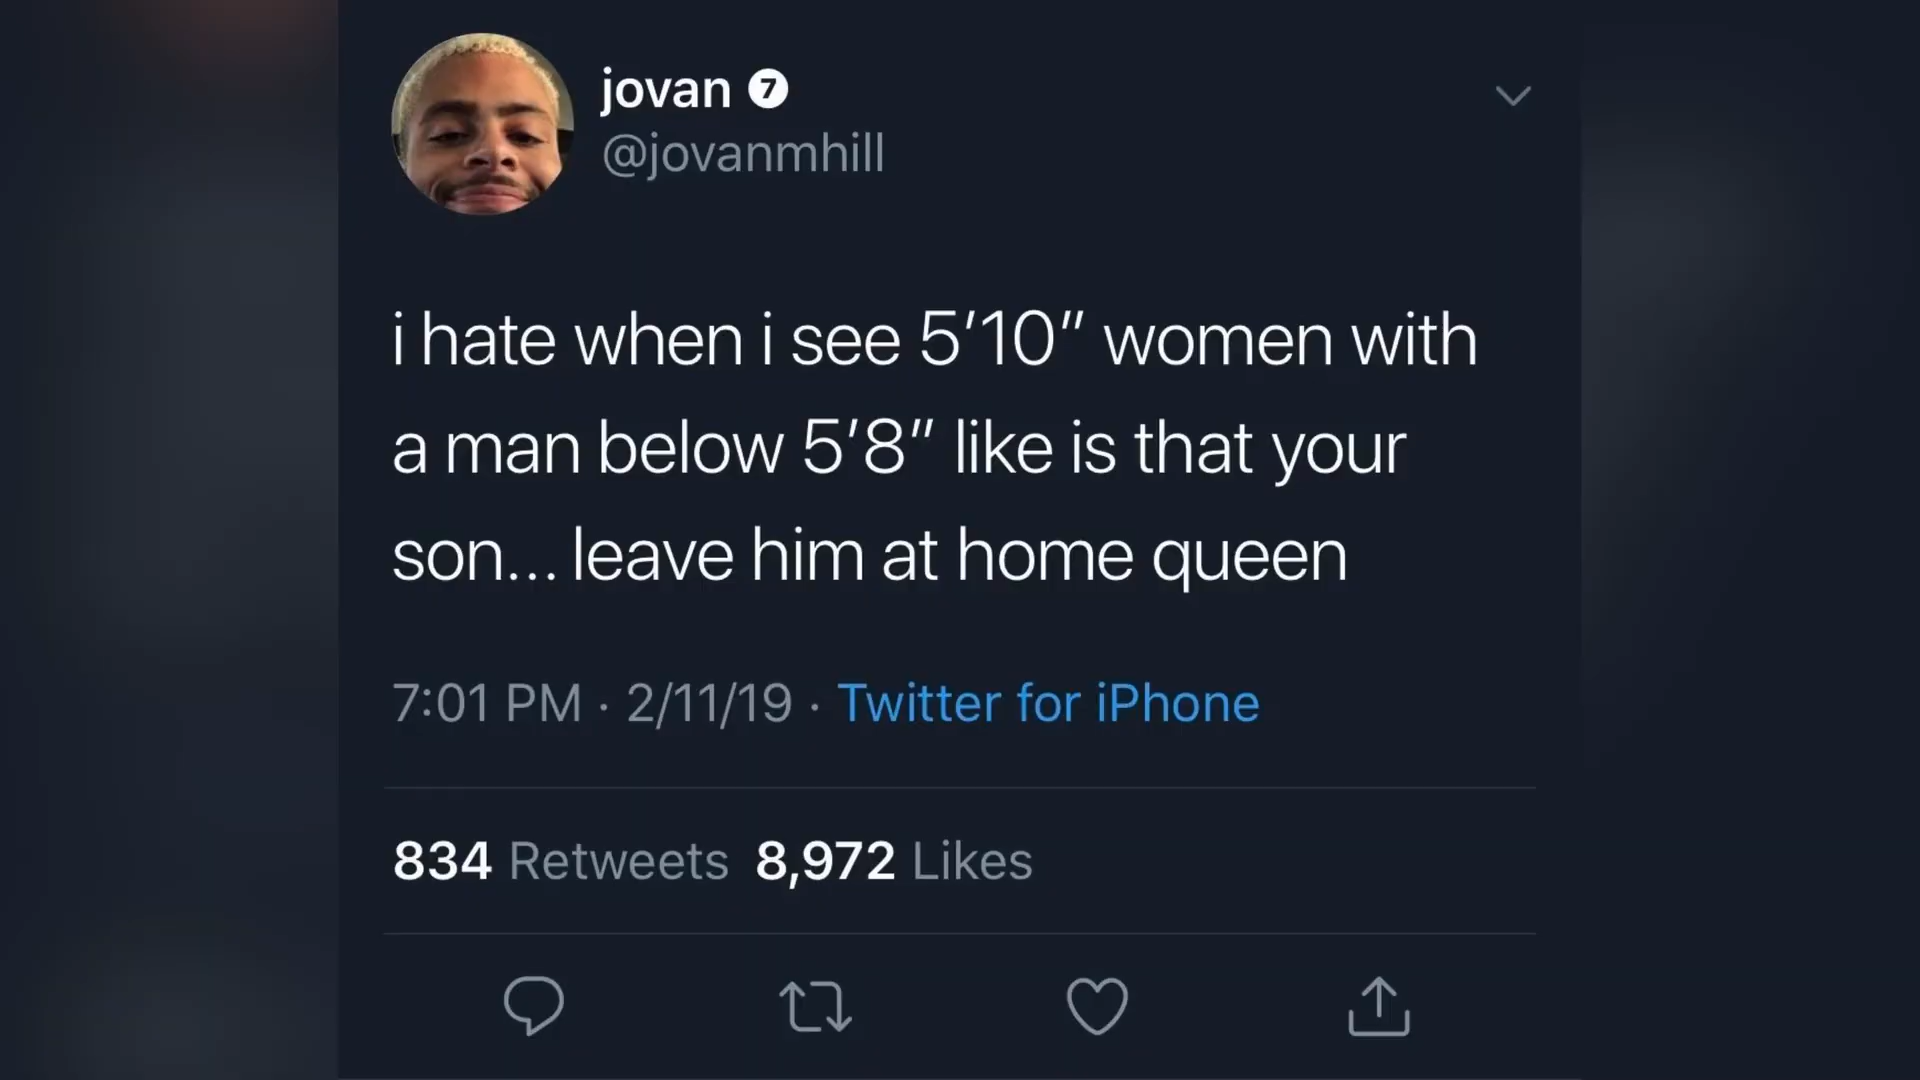 jovan 7
@jovanmhill
i hate when i see 5'10" women with
a man below 5'8" like is that your
son... leave him at home queen
7:01 PM · 2/11/19 · Twitter for iPhone
834 Retweets 8,972 Likes